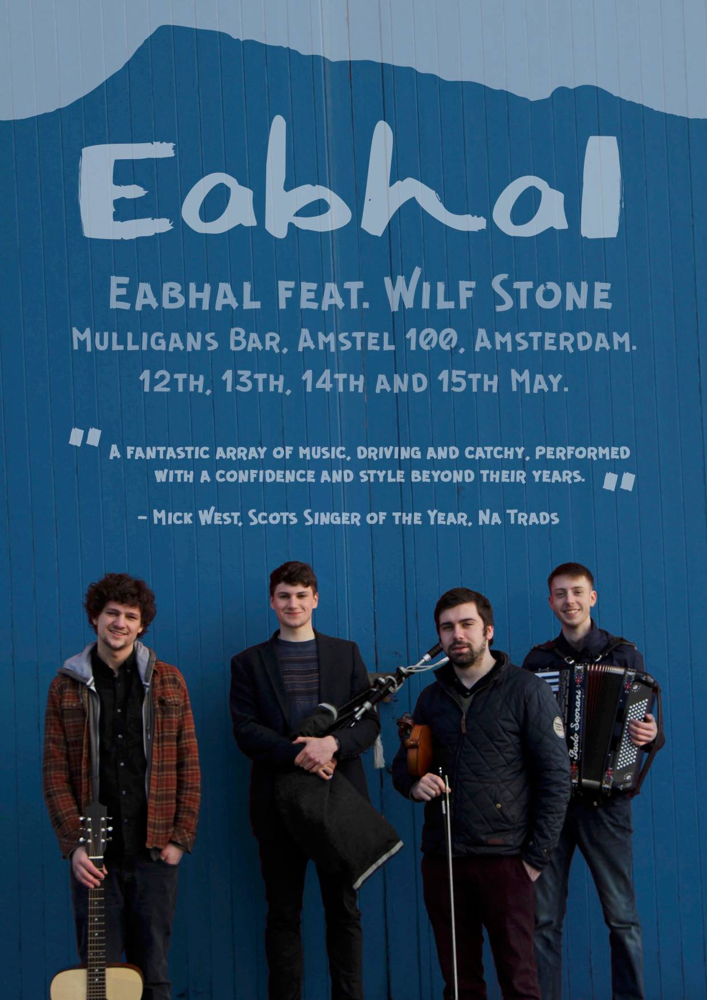 Eabhal
Eabhal feat. Wilf Stone
Mulligans Bar, Amstel 100, Amsterdam.
12th, 13th, 14th and 15th May.
"A fantastic array of music, driving and catchy, performed
with a confidence and style beyond their years."
- Mick West, Scots Singer of the Year, Na Trads
Paolo Soprani